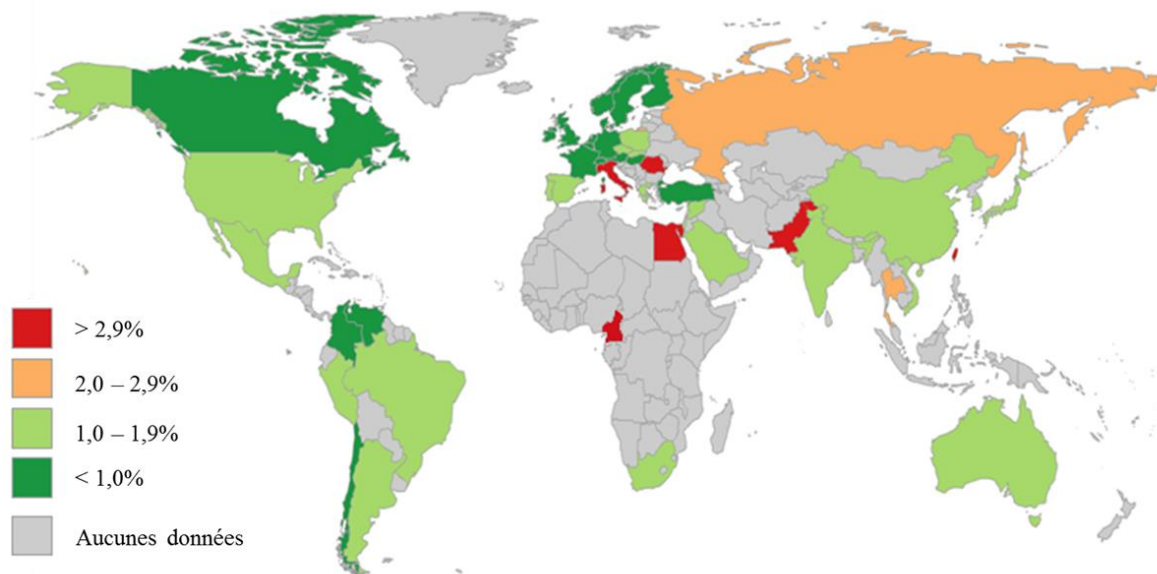 > 2,9%
2,0 – 2,9%
1,0 – 1,9%
< 1,0%
Aucunes données